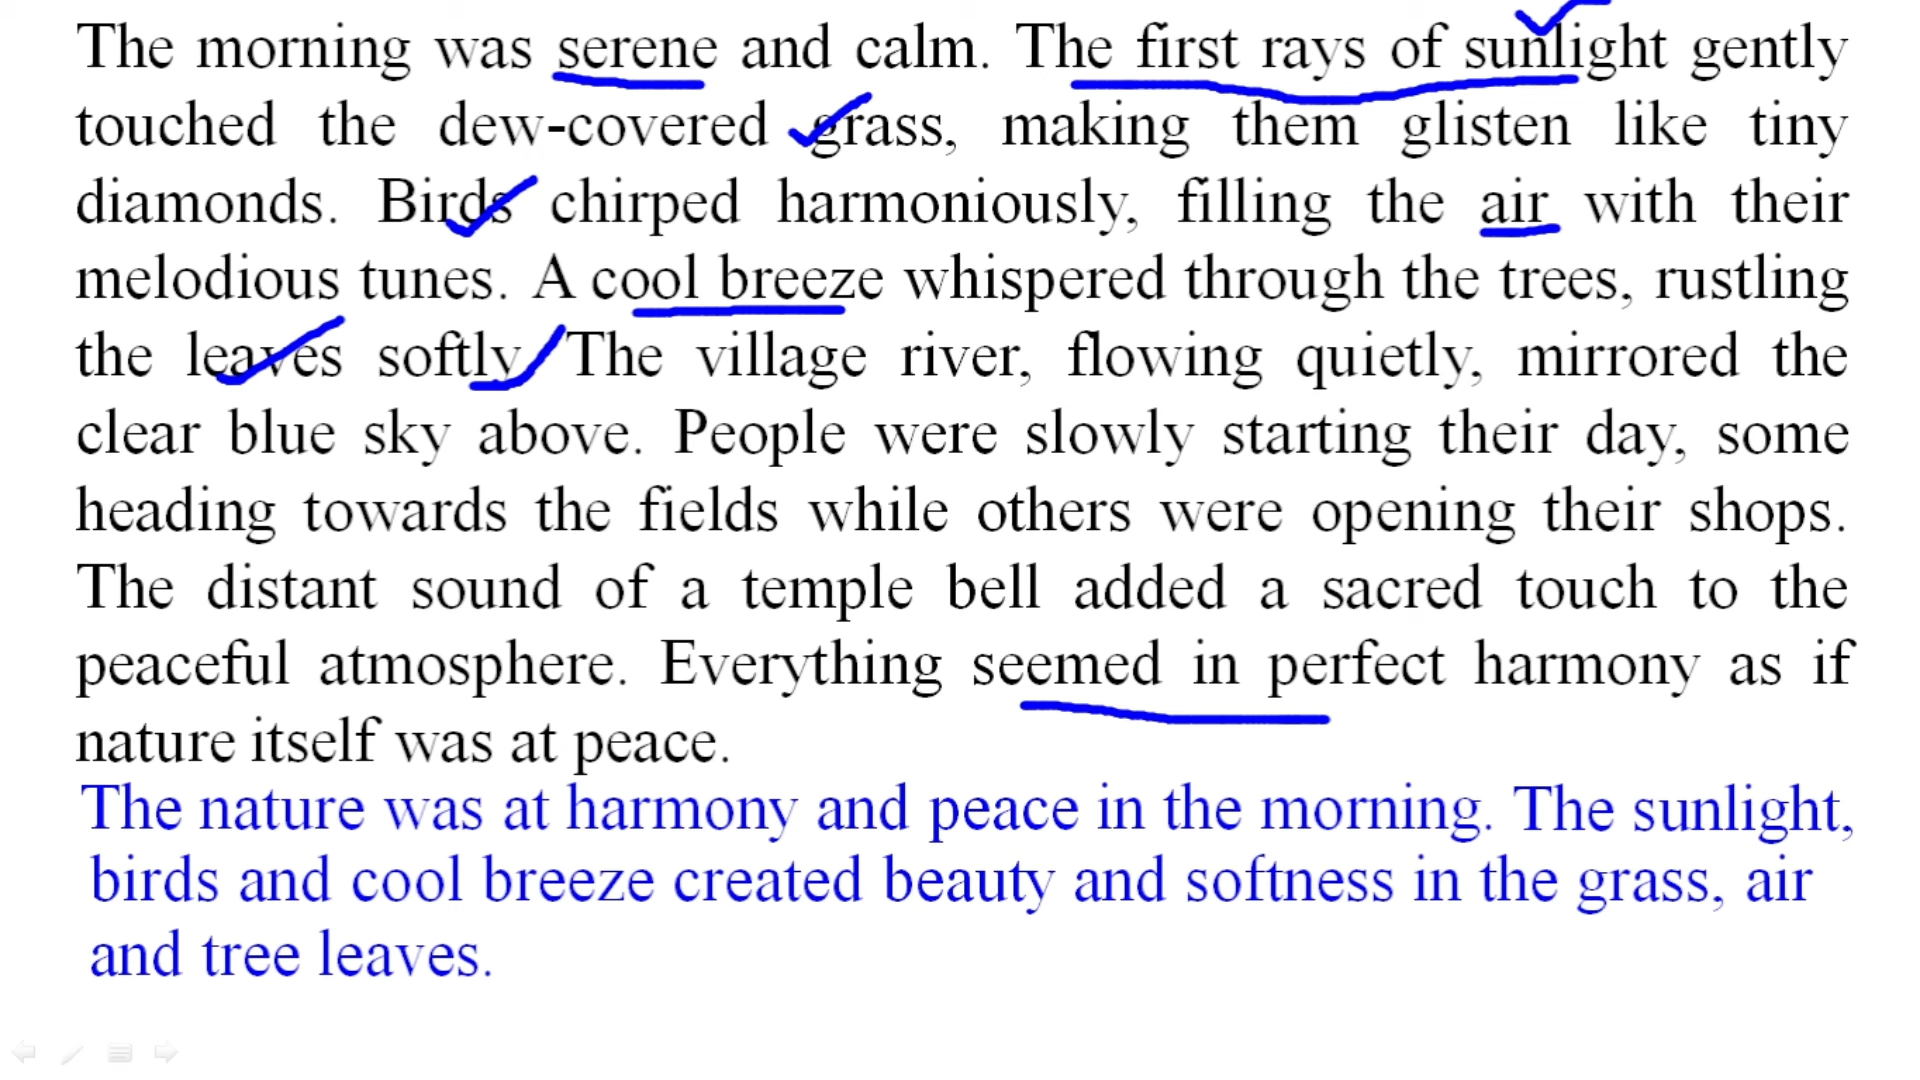 The morning was serene and calm. The first rays of sunlight gently
touched the dew-covered grass, making them glisten like tiny
diamonds. Birds chirped harmoniously, filling the air with their
melodious tunes. A cool breeze whispered through the trees, rustling
the leaves softly. The village river, flowing quietly, mirrored the
clear blue sky above. People were slowly starting their day, some
heading towards the fields while others were opening their shops.
The distant sound of a temple bell added a sacred touch to the
peaceful atmosphere. Everything seemed in perfect harmony as if
nature itself was at peace.
The nature was at harmony and peace in the morning. The sunlight,
birds and cool breeze created beauty and softness in the grass, air
and tree leaves.